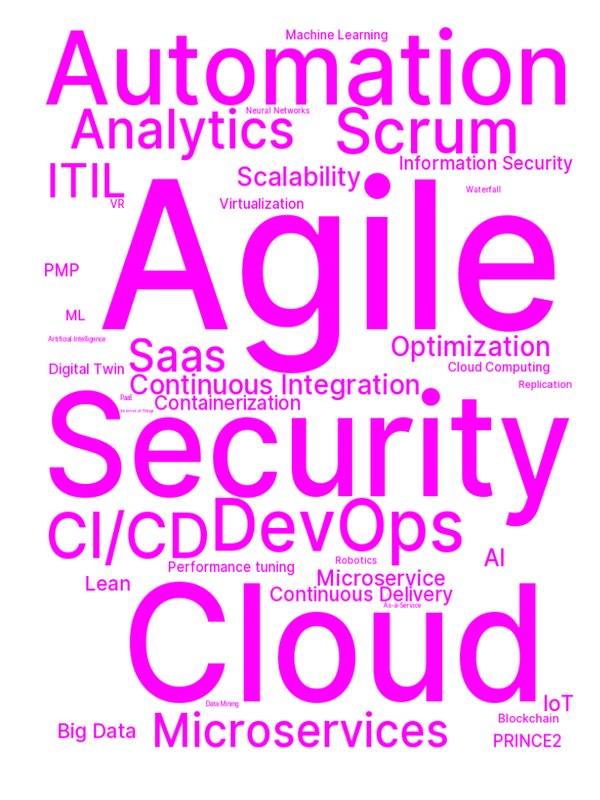 Machine Learning
Automation
Neural Networks
Analytics
Scrum
Information Security
ITIL
Scalability
Waterfall
VR
Virtualization
Agile
PMP
ML
Artificial Intelligence
Saas
Optimization
Digital Twin
Cloud Computing
Continuous Integration
Replication
PaaS
Containerization
Internet of Things
Security
CI/CD
DevOps
AI
Robotics
Performance tuning
Lean
Microservice
Continuous Delivery
As-a-Service
Cloud
Data Mining
IoT
Blockchain
Big Data
Microservices
PRINCE2